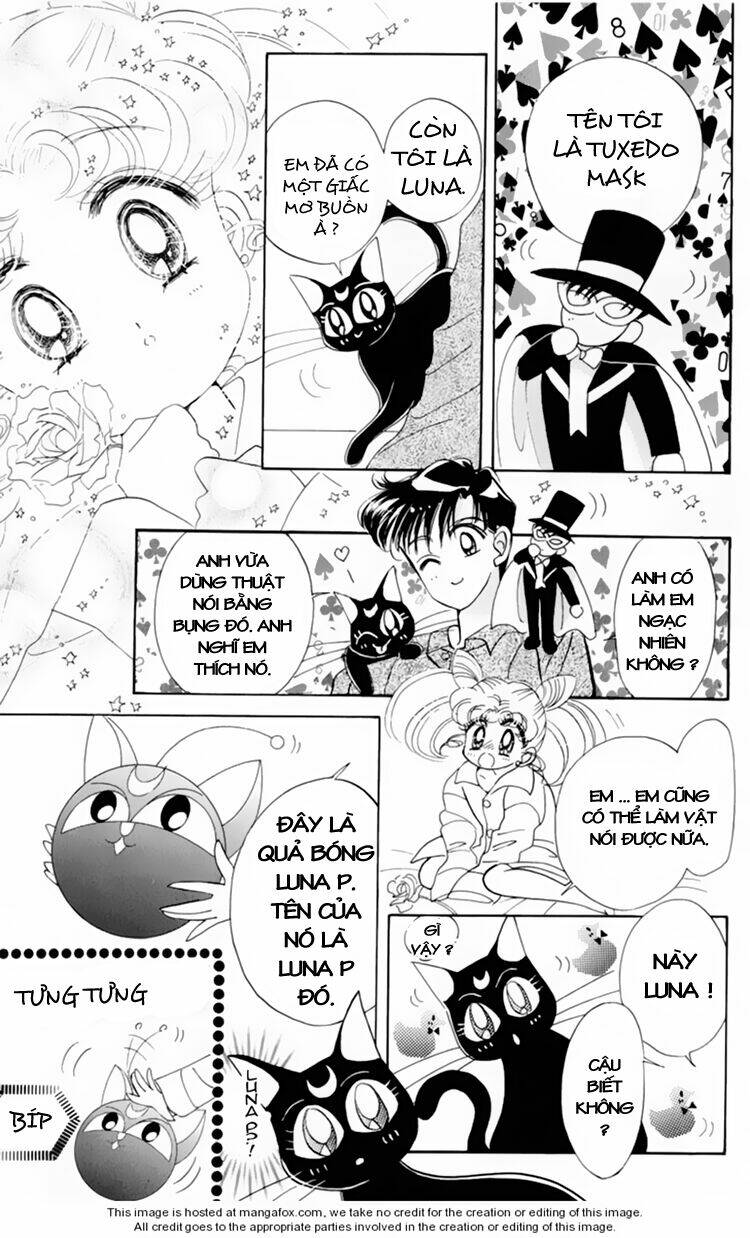 8
TÊN TÔI
LÀ TUXEDO
MASK
CÒN
TÔI LÀ
LUNA.
EM ĐÃ CÓ
MỘT GIẤC
MƠ BUỒN
À ?
ANH CÓ
LÀM EM
NGẠC
NHIÊN
KHÔNG ?
ANH VỪA
DÙNG THUẬT
NÓI BẰNG
BỤNG ĐÓ. ANH
NGHĨ EM
THÍCH NÓ.
EM ... EM CŨNG
CÓ THỂ LÀM VẬT
NÓI ĐƯỢC NỮA.
ĐÂY LÀ
QUẢ BÓNG
LUNA P.
TÊN CỦA
NÓ LÀ
LUNA P
ĐÓ.
NÀY
LUNA !
GÌ
VẬY ?
CẬU
BIẾT
KHÔNG
?
LUNA P?!
TƯNG TƯNG
BÍP
This image is hosted at mangafox.com, we take no credit for the creation or editing of this image.
All credit goes to the appropriate parties involved in the creation or editing of this image.